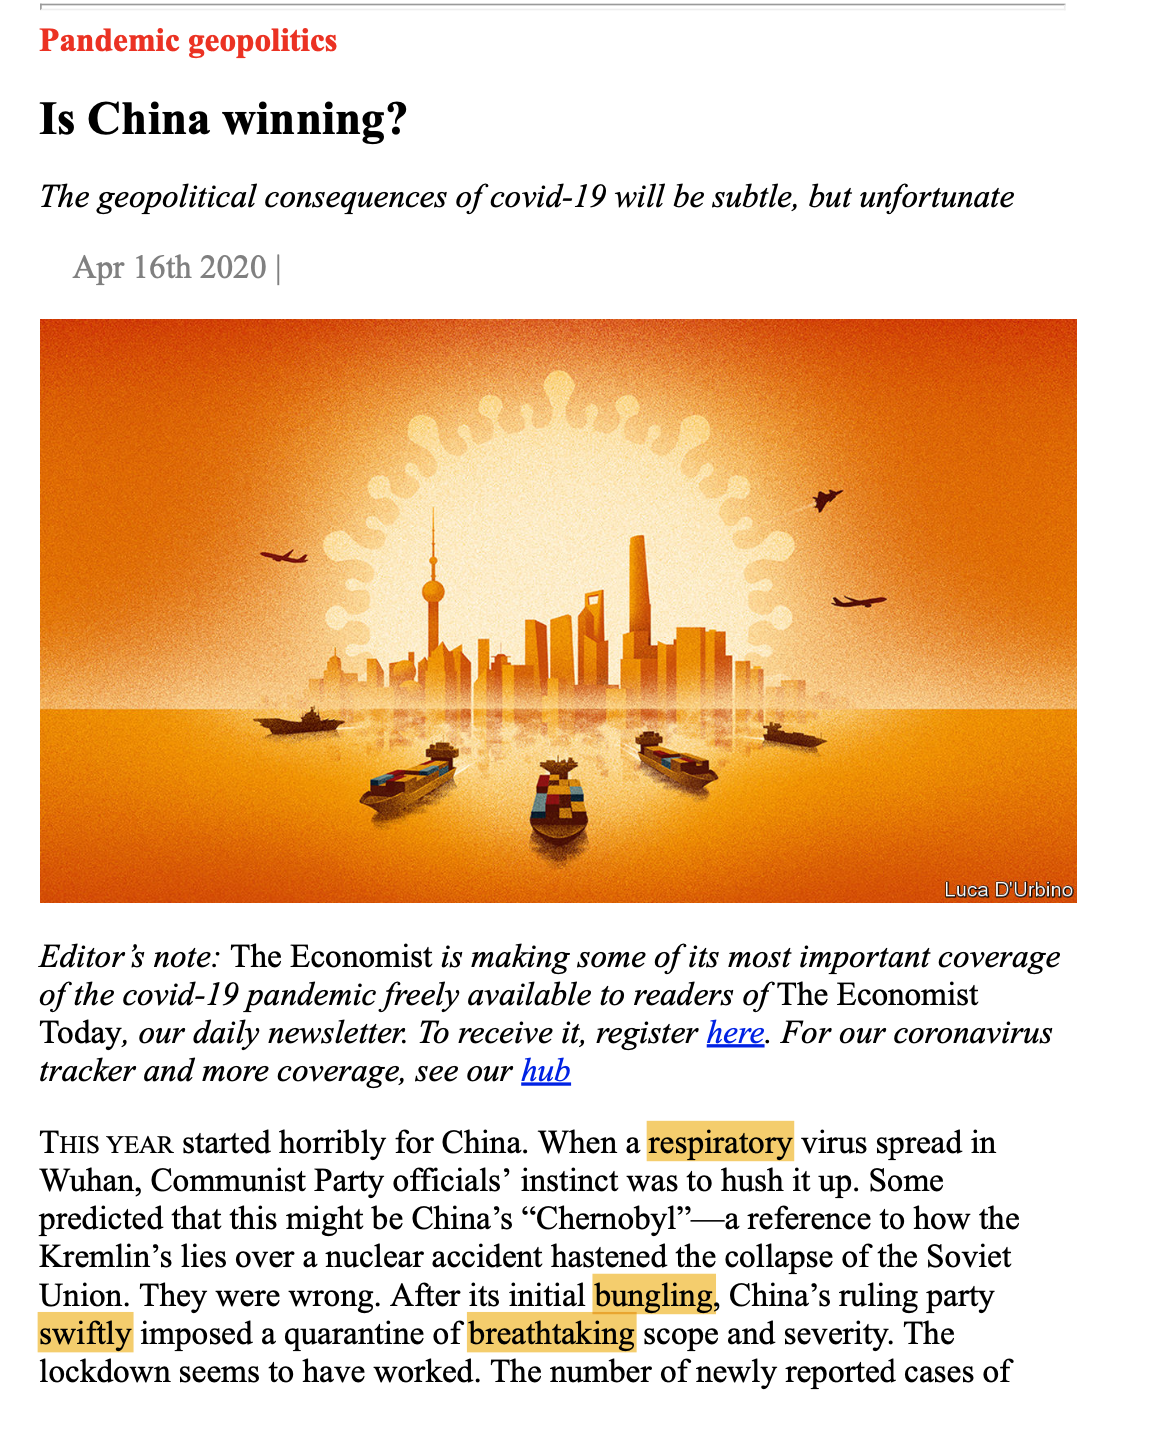 Pandemic geopolitics
Is China winning?
The geopolitical consequences of covid-19 will be subtle, but unfortunate
Apr 16th 2020 |
Luca D'Urbino
Editor’s note: The Economist is making some of its most important coverage
of the covid-19 pandemic freely available to readers of The Economist
Today, our daily newsletter. To receive it, register here. For our coronavirus
tracker and more coverage, see our hub
THIS YEAR started horribly for China. When a respiratory virus spread in
Wuhan, Communist Party officials’ instinct was to hush it up. Some
predicted that this might be China’s “Chernobyl”—a reference to how the
Kremlin’s lies over a nuclear accident hastened the collapse of the Soviet
Union. They were wrong. After its initial bungling, China’s ruling party
swiftly imposed a quarantine of breathtaking scope and severity. The
lockdown seems to have worked. The number of newly reported cases of